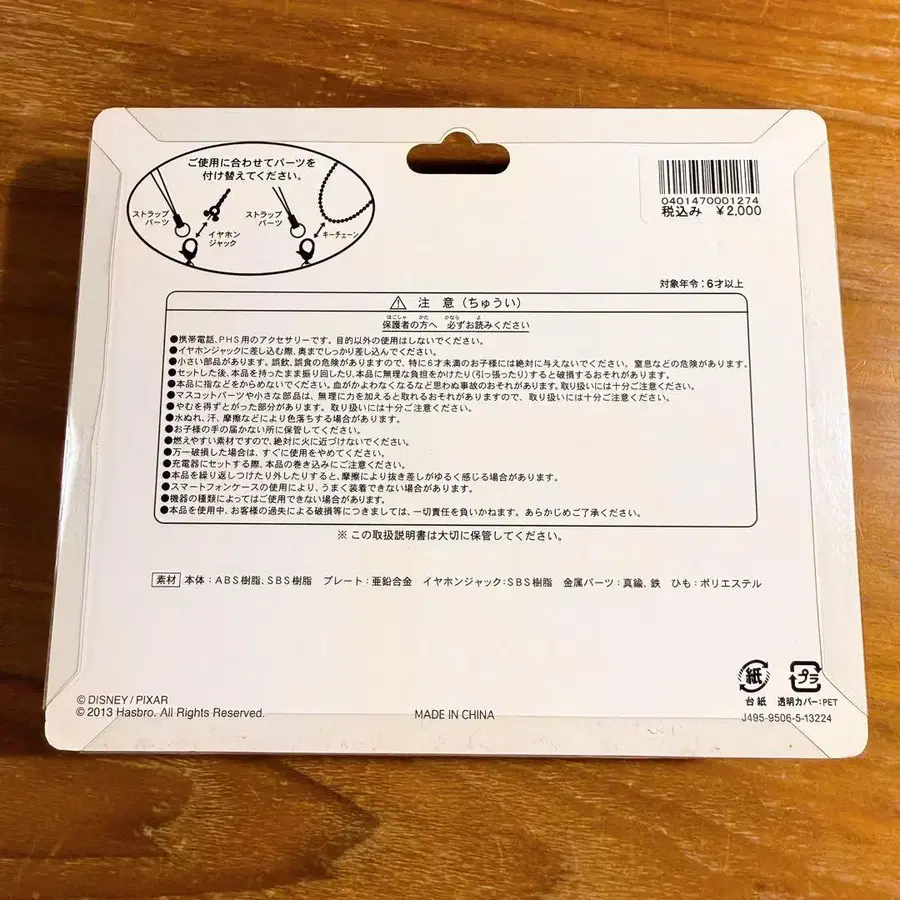 ご使用に合わせてパーツを
付け替えてください。
ストラップ
パーツ
イヤホン
ジャック
ストラップ
パーツ
キーチェーン
0401470001274
税込み ¥2,000
対象年令：6才以上
⚠ 注 意（ちゅうい）
ほごしゃ かた かなら よ
保護者の方へ 必ずお読みください
●携帯電話、PHS用のアクセサリーです。目的以外の使用はしないでください。
●イヤホンジャックに差し込む際、奥までしっかり差し込んでください。
●小さい部品があります。誤飲、誤食の危険がありますので、特に6才未満のお子様には絶対に与えないでください。窒息などの危険があります。
●セットした後、本品を持ったまま振り回したり、本品に無理な負担をかけたり（引っ張ったり）すると破損するおそれがあります。
●本品に指などをからめないでください。血がかよわなくなるなど思わぬ事故のおそれがあります。取り扱いには十分ご注意ください。
●マスコットパーツや小さな部品は、無理に力を加えると取れるおそれがありますので、取り扱いには十分ご注意ください。
●やむを得ずとがった部分があります。取り扱いには十分ご注意ください。
●水ぬれ、汗、摩擦などにより色落ちする場合があります。
●お子様の手の届かない所に保管してください。
●燃えやすい素材ですので、絶対に火に近づけないでください。
●万一破損した場合は、すぐに使用をやめてください。
●充電器にセットする際、本品の巻き込みにご注意ください。
●本品を繰り返しつけたり外したりすると、摩擦により抜き差しがゆるく感じる場合があります。
●スマートフォンケースの使用により、うまく装着できない場合があります。
●機器の種類によってはご使用できない場合があります。
●本品を使用中、お客様の過失による破損等につきましては、一切責任を負いかねます。あらかじめご了承ください。
※ この取扱説明書は大切に保管してください。
素材 本体：ABS樹脂、SBS樹脂 プレート：亜鉛合金 イヤホンジャック：SBS樹脂 金属パーツ：真鍮、鉄 ひも：ポリエステル
紙 プラ
台紙 透明カバー：PET
© DISNEY / PIXAR
© 2013 Hasbro. All Rights Reserved.
MADE IN CHINA
J495-9506-5-13224